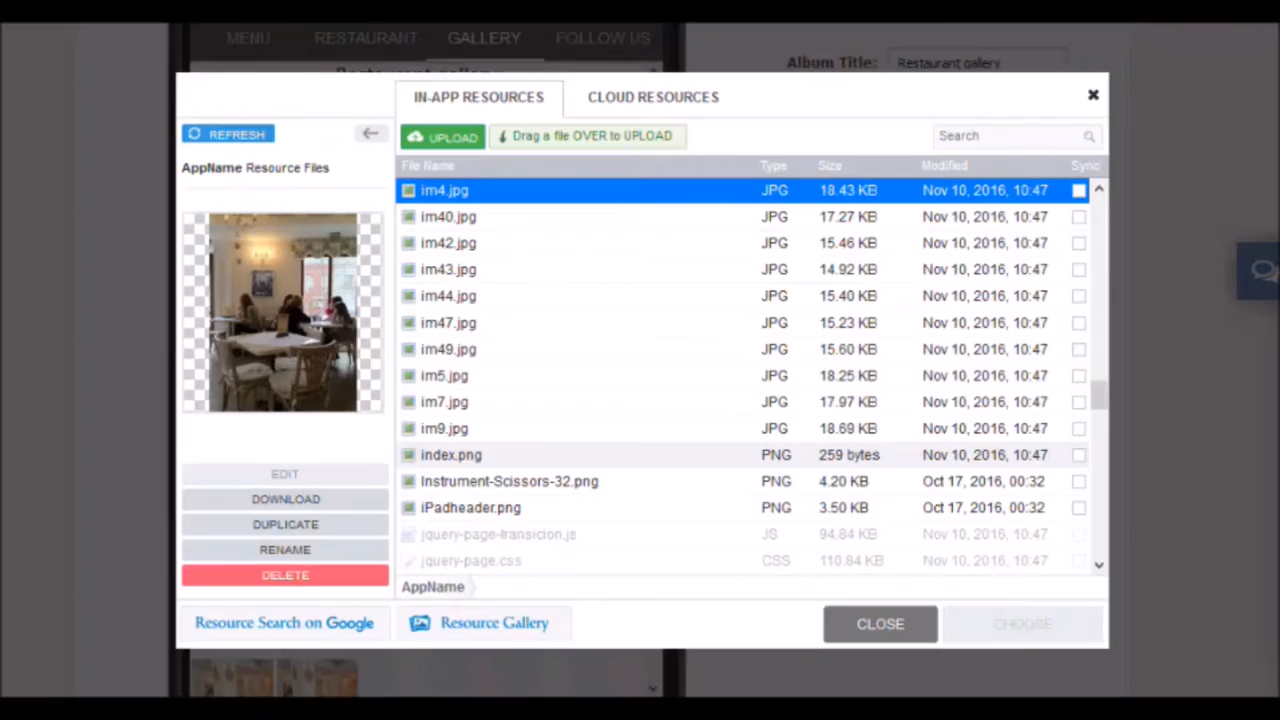 MENU RESTAURANT GALLERY FOLLOW US
Album Title: Restaurant gallery
IN-APP RESOURCES CLOUD RESOURCES
REFRESH
UPLOAD Drag a file OVER to UPLOAD Search
AppName Resource Files
File Name Type Size Modified Sync
im4.jpg JPG 18.43 KB Nov 10, 2016, 10:47
im40.jpg JPG 17.27 KB Nov 10, 2016, 10:47
im42.jpg JPG 15.46 KB Nov 10, 2016, 10:47
im43.jpg JPG 14.92 KB Nov 10, 2016, 10:47
im44.jpg JPG 15.40 KB Nov 10, 2016, 10:47
im47.jpg JPG 15.23 KB Nov 10, 2016, 10:47
im49.jpg JPG 15.60 KB Nov 10, 2016, 10:47
im5.jpg JPG 18.25 KB Nov 10, 2016, 10:47
im7.jpg JPG 17.97 KB Nov 10, 2016, 10:47
im9.jpg JPG 18.69 KB Nov 10, 2016, 10:47
index.png PNG 259 bytes Nov 10, 2016, 10:47
Instrument-Scissors-32.png PNG 4.20 KB Oct 17, 2016, 00:32
iPadheader.png PNG 3.50 KB Oct 17, 2016, 00:32
jquery-page-transicion.js JS 94.84 KB Nov 10, 2016, 10:47
jquery-page.css CSS 110.84 KB Nov 10, 2016, 10:47
EDIT
DOWNLOAD
DUPLICATE
RENAME
DELETE
AppName
Resource Search on Google Resource Gallery CLOSE CHOOSE